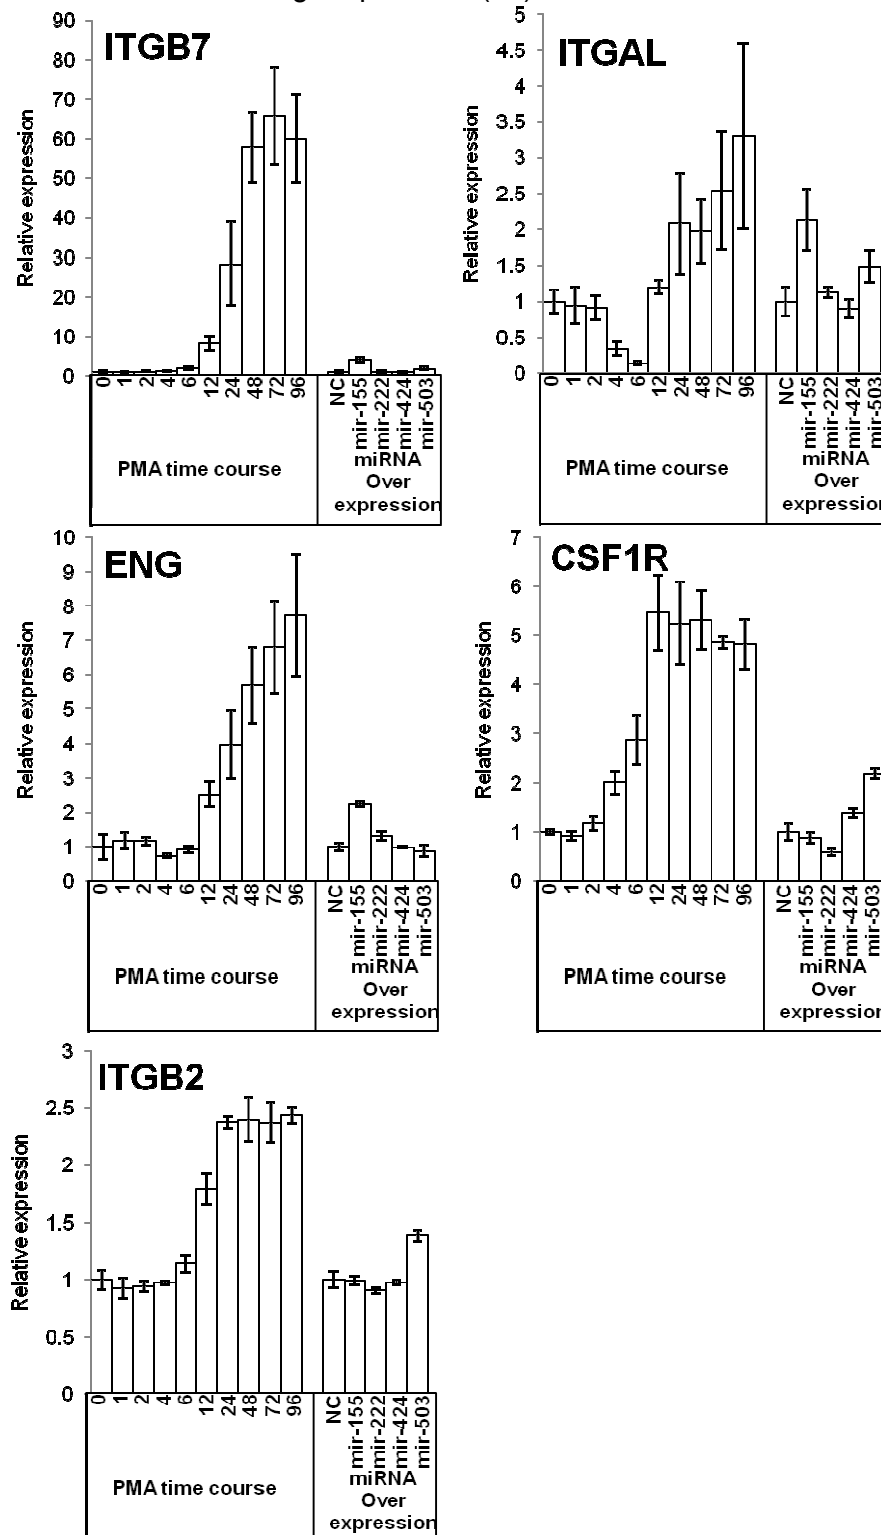 ITGB7
Relative expression
90
80
70
60
50
40
30
20
10
0
0 1 2 4 6 12 24 48 72 96 NC mir-155 mir-222 mir-424 mir-503
PMA time course
miRNA
Over
expression
ITGAL
Relative expression
5
4.5
4
3.5
3
2.5
2
1.5
1
0.5
0
0 1 2 4 6 12 24 48 72 96 NC mir-155 mir-222 mir-424 mir-503
PMA time course
miRNA
Over
expression
ENG
Relative expression
10
9
8
7
6
5
4
3
2
1
0
0 1 2 4 6 12 24 48 72 96 NC mir-155 mir-222 mir-424 mir-503
PMA time course
miRNA
Over
expression
CSF1R
Relative expression
7
6
5
4
3
2
1
0
0 1 2 4 6 12 24 48 72 96 NC mir-155 mir-222 mir-424 mir-503
PMA time course
miRNA
Over
expression
ITGB2
Relative expression
3
2.5
2
1.5
1
0.5
0
0 1 2 4 6 12 24 48 72 96 NC mir-155 mir-222 mir-424 mir-503
PMA time course
miRNA
Over
expression